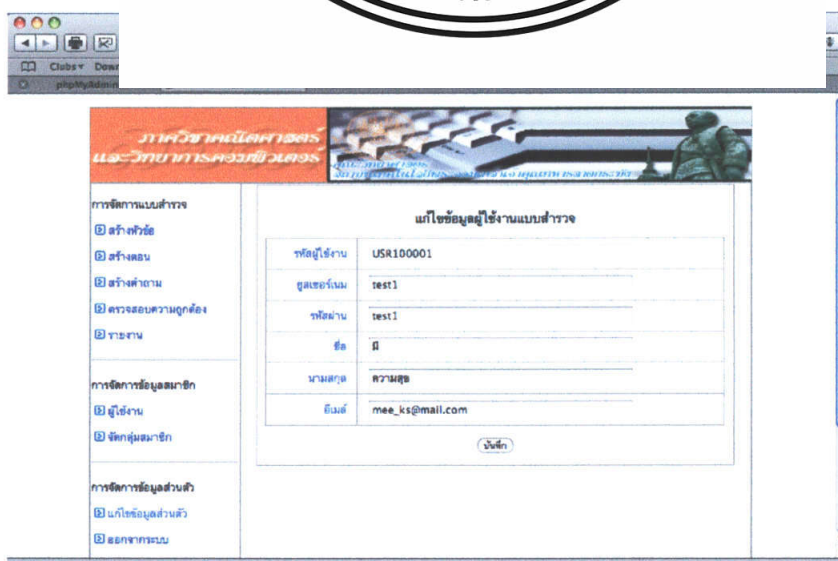 Clubs
phpMyAdmin
ภาควิชาคณิตศาสตร์
และวิทยาการคอมพิวเตอร์
การจัดการแบบสำรวจ
สร้างหัวข้อ
สร้างตอน
สร้างคำถาม
ตรวจสอบความถูกต้อง
รายงาน
การจัดการข้อมูลสมาชิก
ผู้ใช้งาน
จัดกลุ่มสมาชิก
การจัดการข้อมูลส่วนตัว
แก้ไขข้อมูลส่วนตัว
ออกจากระบบ
แก้ไขข้อมูลผู้ใช้งานแบบสำรวจ
รหัสผู้ใช้งาน USR100001
ยูสเซอร์เนม test1
รหัสผ่าน test1
ชื่อ มี
นามสกุล ความสุข
อีเมล์ mee_ks@mail.com
บันทึก